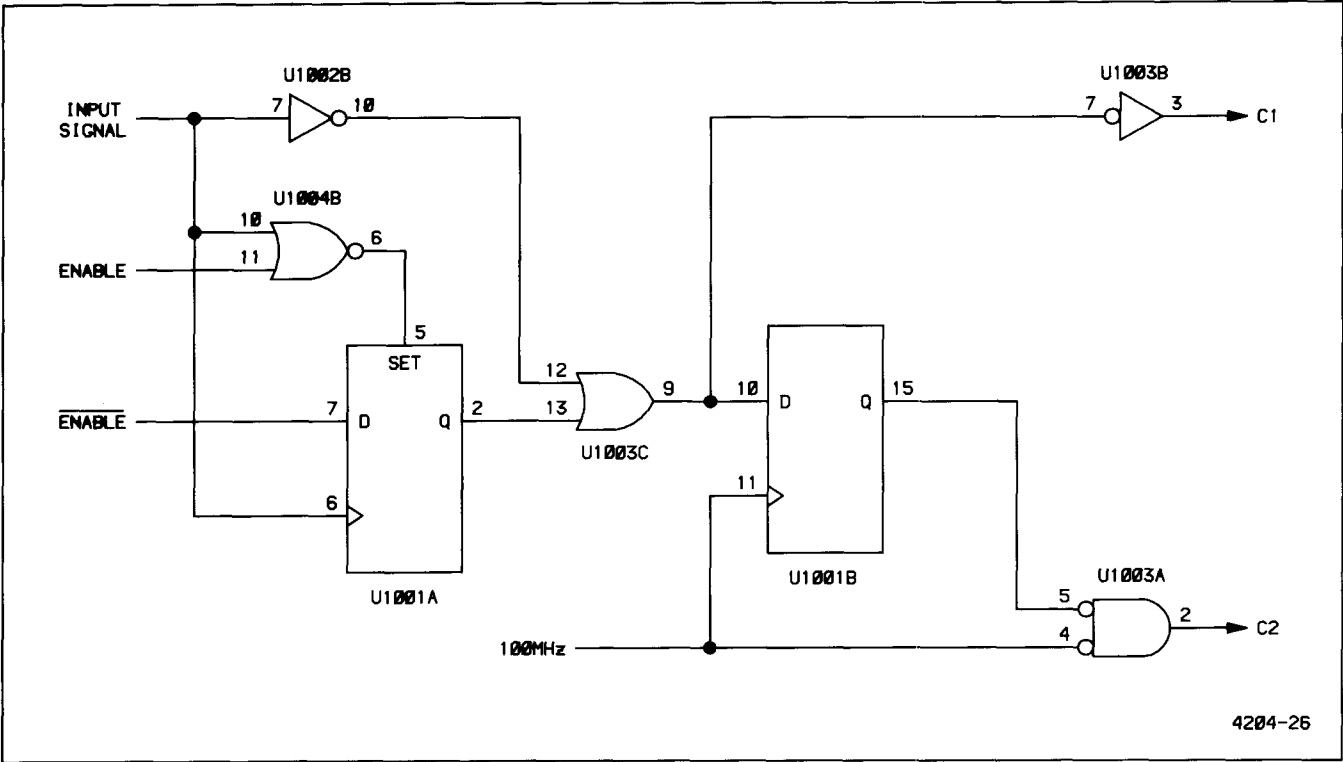 U1002B
U1003B
INPUT
SIGNAL
7
10
7
3
C1
U1004B
10
6
ENABLE
11
5
SET
12
9
10
D
Q
15
ENABLE
7
D
Q
2
13
U1003C
6
11
U1001A
U1001B
U1003A
5
2
C2
100MHz
4
4204-26